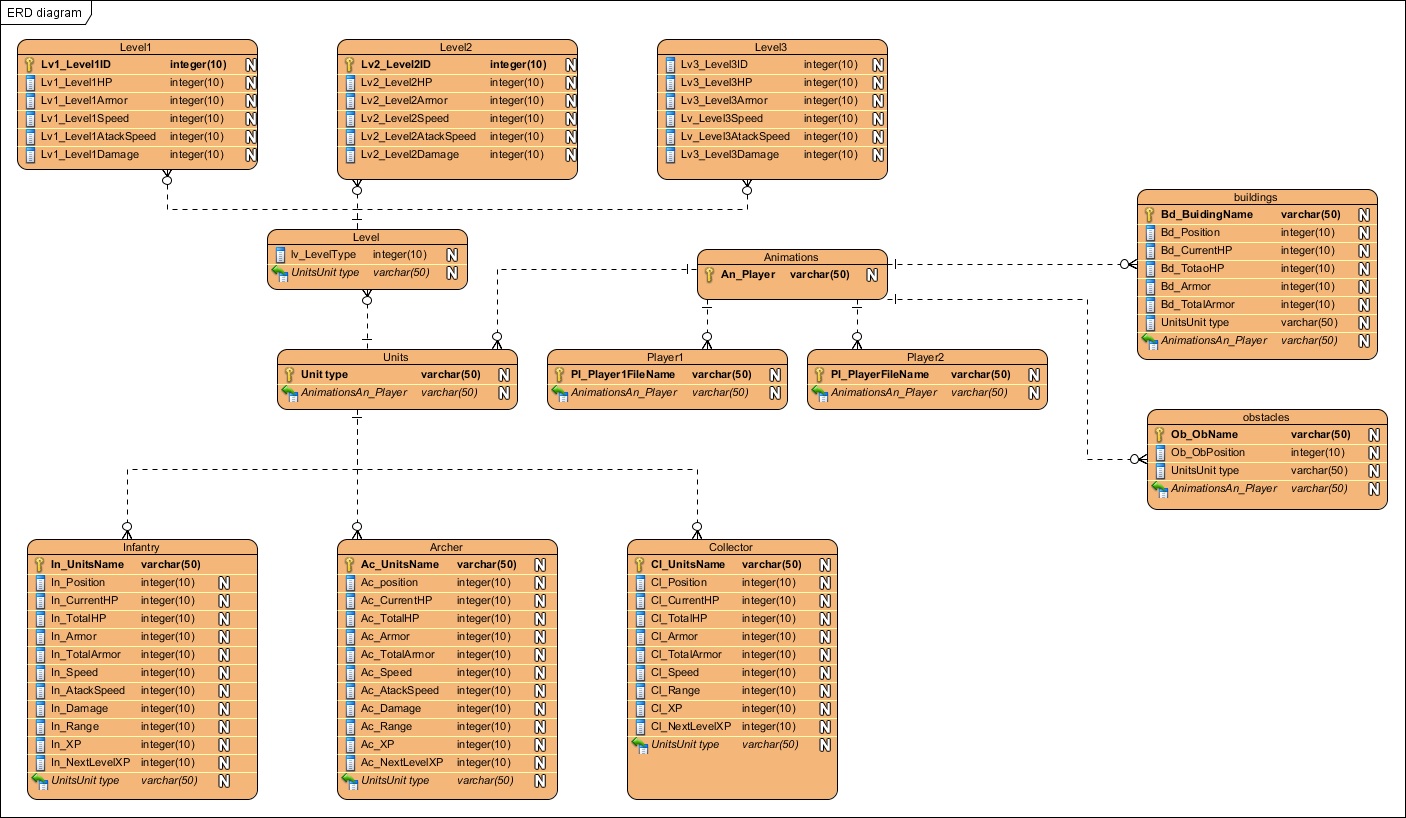 ERD diagram
Level1
Lv1_Level1ID integer(10) N
Lv1_Level1HP integer(10) N
Lv1_Level1Armor integer(10) N
Lv1_Level1Speed integer(10) N
Lv1_Level1AtackSpeed integer(10) N
Lv1_Level1Damage integer(10) N
Level2
Lv2_Level2ID integer(10) N
Lv2_Level2HP integer(10) N
Lv2_Level2Armor integer(10) N
Lv2_Level2Speed integer(10) N
Lv2_Level2AtackSpeed integer(10) N
Lv2_Level2Damage integer(10) N
Level3
Lv3_Level3ID integer(10) N
Lv3_Level3HP integer(10) N
Lv3_Level3Armor integer(10) N
Lv_Level3Speed integer(10) N
Lv_Level3AtackSpeed integer(10) N
Lv3_Level3Damage integer(10) N
Level
lv_LevelType integer(10) N
UnitsUnit type varchar(50) N
Animations
An_Player varchar(50) N
buildings
Bd_BuidingName varchar(50) N
Bd_Position integer(10) N
Bd_CurrentHP integer(10) N
Bd_TotaoHP integer(10) N
Bd_Armor integer(10) N
Bd_TotalArmor integer(10) N
UnitsUnit type varchar(50) N
AnimationsAn_Player varchar(50) N
Units
Unit type varchar(50) N
AnimationsAn_Player varchar(50) N
Player1
Pl_Player1FileName varchar(50) N
AnimationsAn_Player varchar(50) N
Player2
Pl_PlayerFileName varchar(50) N
AnimationsAn_Player varchar(50) N
obstacles
Ob_ObName varchar(50) N
Ob_ObPosition integer(10) N
UnitsUnit type varchar(50) N
AnimationsAn_Player varchar(50) N
Infantry
In_UnitsName varchar(50)
In_Position integer(10) N
In_CurrentHP integer(10) N
In_TotalHP integer(10) N
In_Armor integer(10) N
In_TotalArmor integer(10) N
In_Speed integer(10) N
In_AtackSpeed integer(10) N
In_Damage integer(10) N
In_Range integer(10) N
In_XP integer(10) N
In_NextLevelXP integer(10) N
UnitsUnit type varchar(50) N
Archer
Ac_UnitsName varchar(50) N
Ac_position integer(10) N
Ac_CurrentHP integer(10) N
Ac_TotalHP integer(10) N
Ac_Armor integer(10) N
Ac_TotalArmor integer(10) N
Ac_Speed integer(10) N
Ac_AtackSpeed integer(10) N
Ac_Damage integer(10) N
Ac_Range integer(10) N
Ac_XP integer(10) N
Ac_NextLevelXP integer(10) N
UnitsUnit type varchar(50) N
Collector
Cl_UnitsName varchar(50) N
Cl_Position integer(10) N
Cl_CurrentHP integer(10) N
Cl_TotalHP integer(10) N
Cl_Armor integer(10) N
Cl_TotalArmor integer(10) N
Cl_Speed integer(10) N
Cl_Range integer(10) N
Cl_XP integer(10) N
Cl_NextLevelXP integer(10) N
UnitsUnit type varchar(50) N